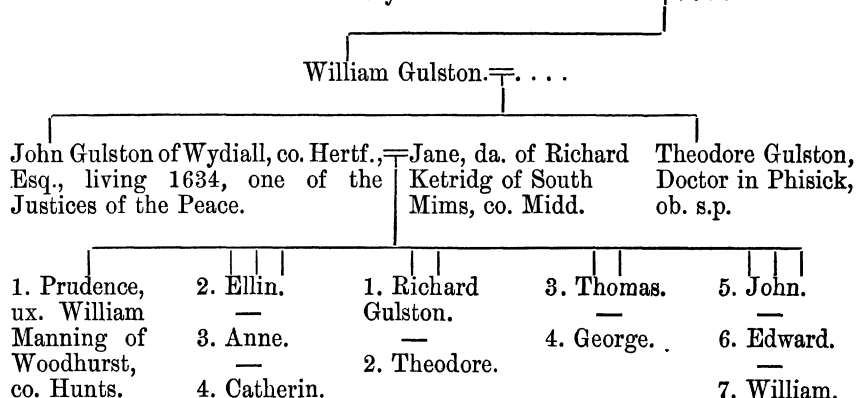 William Gulston.=. . . .
John Gulston of Wydiall, co. Hertf.,=Jane, da. of Richard
Esq., living 1634, one of the Ketridg of South
Justices of the Peace. Mims, co. Midd.
Theodore Gulston,
Doctor in Phisick,
ob. s.p.
1. Prudence,
ux. William
Manning of
Woodhurst,
co. Hunts.
2. Ellin.
—
3. Anne.
—
4. Catherin.
1. Richard
Gulston.
—
2. Theodore.
3. Thomas.
—
4. George.
5. John.
—
6. Edward.
—
7. William.